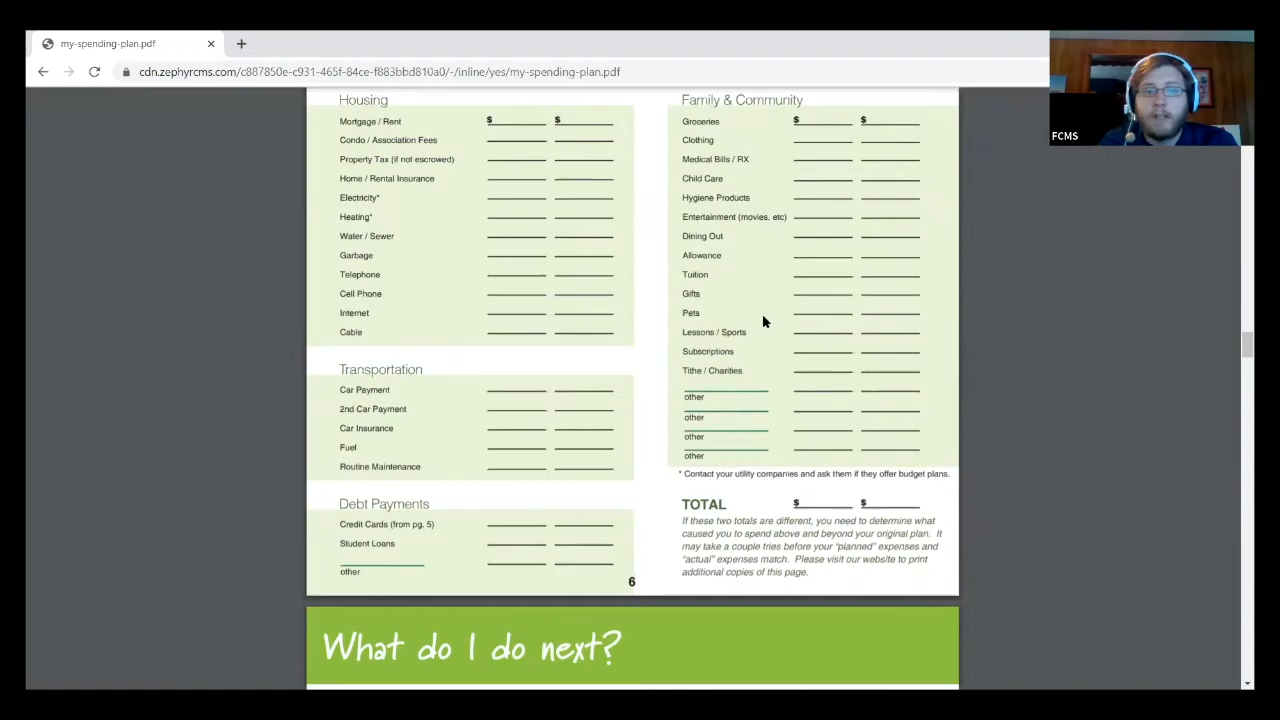 my-spending-plan.pdf
cdn.zephyrcms.com/c887850e-c931-465f-84ce-f883bbd810a0/-/inline/yes/my-spending-plan.pdf
FCMS
Housing
Mortgage / Rent $ $
Condo / Association Fees
Property Tax (if not escrowed)
Home / Rental Insurance
Electricity*
Heating*
Water / Sewer
Garbage
Telephone
Cell Phone
Internet
Cable
Transportation
Car Payment
2nd Car Payment
Car Insurance
Fuel
Routine Maintenance
Debt Payments
Credit Cards (from pg. 5)
Student Loans
other
6
Family & Community
Groceries $ $
Clothing
Medical Bills / RX
Child Care
Hygiene Products
Entertainment (movies, etc)
Dining Out
Allowance
Tuition
Gifts
Pets
Lessons / Sports
Subscriptions
Tithe / Charities
other
other
other
other
* Contact your utility companies and ask them if they offer budget plans.
TOTAL $ $
If these two totals are different, you need to determine what
caused you to spend above and beyond your original plan. It
may take a couple tries before your “planned” expenses and
“actual” expenses match. Please visit our website to print
additional copies of this page.
What do I do next?